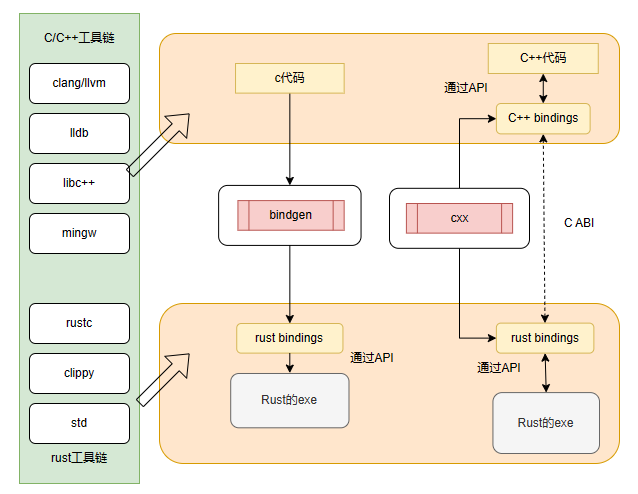 C/C++工具链
clang/llvm
lldb
libc++
mingw
rustc
clippy
std
rust工具链
c代码
C++代码
通过API
C++ bindings
bindgen
cxx
C ABI
rust bindings
通过API
Rust的exe
rust bindings
通过API
Rust的exe